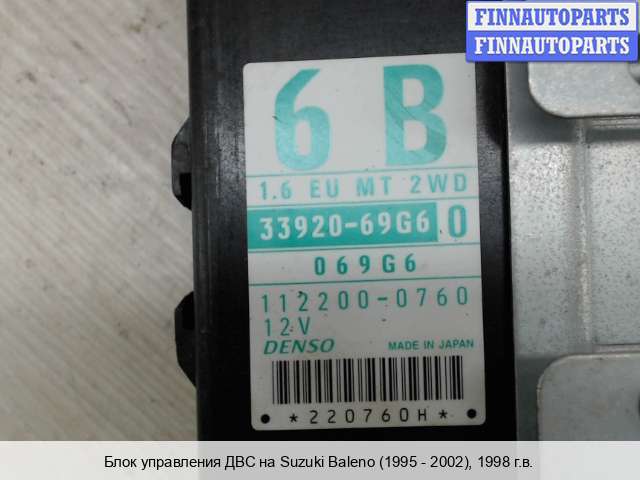 FINNAUTOPARTS
FINNAUTOPARTS
6 B
1.6 EU MT 2WD
33920-69G6 0
069G6
112200-0760
12V
DENSO MADE IN JAPAN
*220760H*
Блок управления ДВС на Suzuki Baleno (1995 - 2002), 1998 г.в.